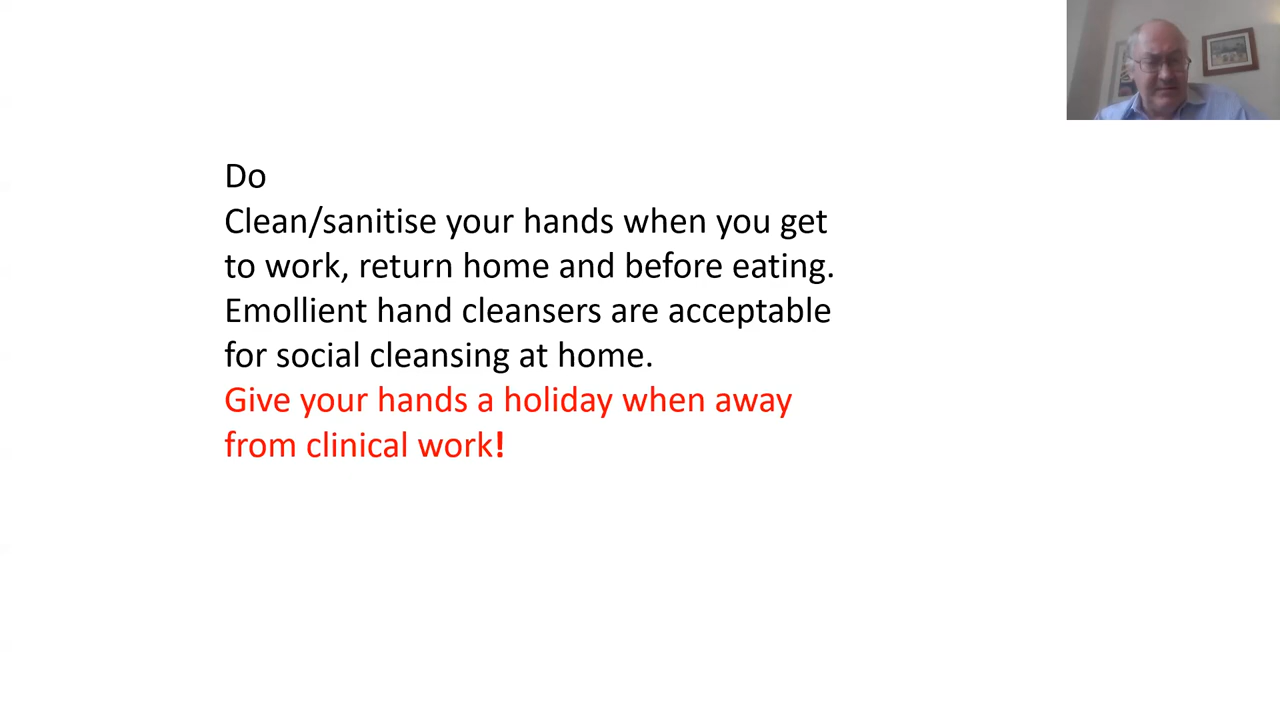 Do
Clean/sanitise your hands when you get
to work, return home and before eating.
Emollient hand cleansers are acceptable
for social cleansing at home.
Give your hands a holiday when away
from clinical work!